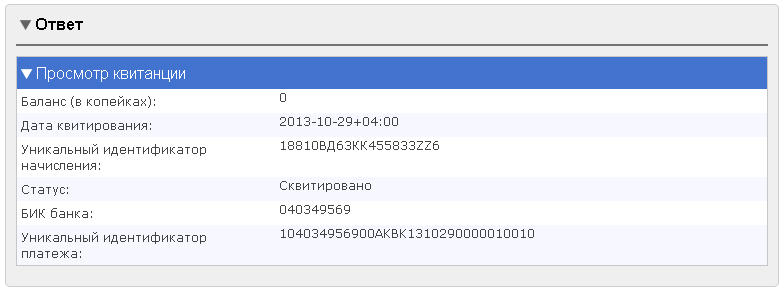 Ответ
Просмотр квитанции
Баланс (в копейках): 0
Дата квитирования: 2013-10-29+04:00
Уникальный идентификатор 18810ВД63КК455833ZZ6
начисления:
Статус: Сквитировано
БИК банка: 040349569
Уникальный идентификатор 104034956900АКВК1310290000010010
платежа: